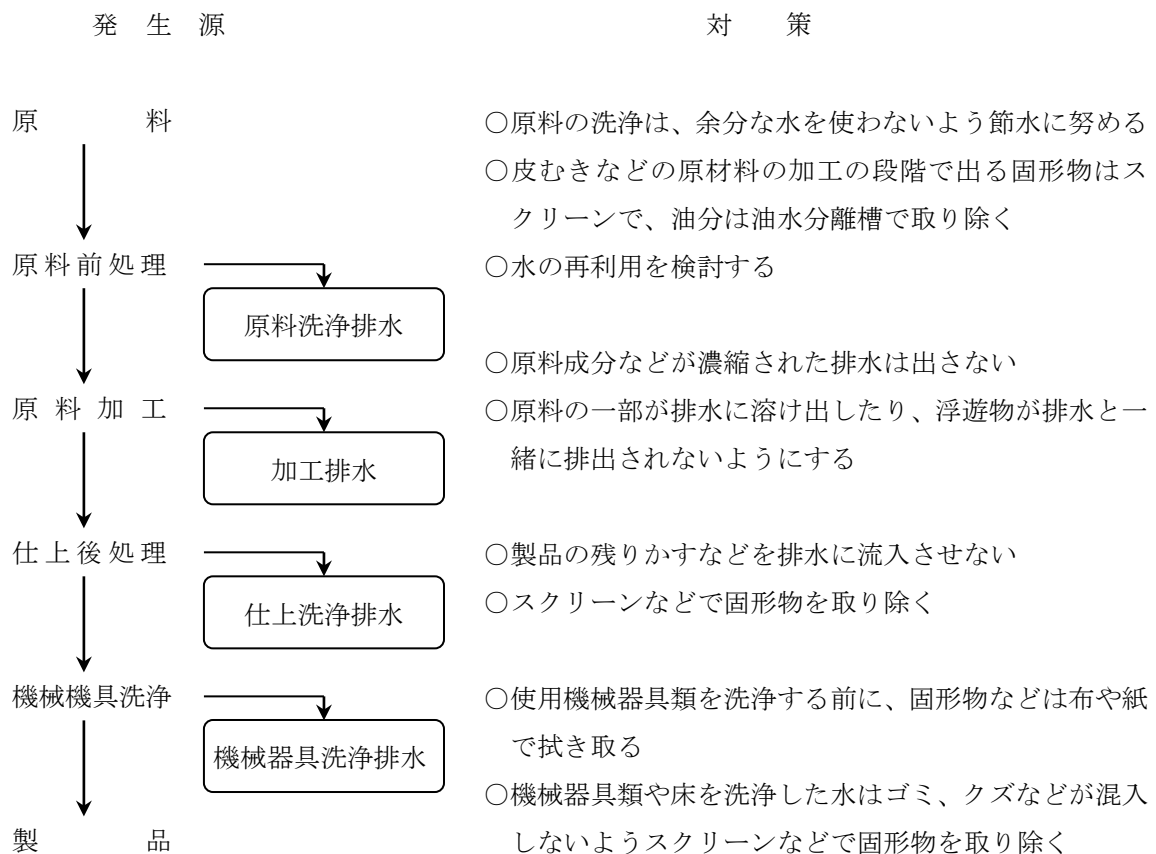 発生源 対策
原料 ○原料の洗浄は、余分な水を使わないよう節水に努める
○皮むきなどの原材料の加工の段階で出る固形物はス
クリーンで、油分は油水分離槽で取り除く
原料前処理 ○水の再利用を検討する
原料洗浄排水
○原料成分などが濃縮された排水は出さない
原料加工 ○原料の一部が排水に溶け出したり、浮遊物が排水と一
緒に排出されないようにする
加工排水
仕上後処理 ○製品の残りかすなどを排水に流入させない
仕上洗浄排水 ○スクリーンなどで固形物を取り除く
機械機具洗浄 ○使用機械器具類を洗浄する前に、固形物などは布や紙
で拭き取る
機械器具洗浄排水
○機械器具類や床を洗浄した水はゴミ、クズなどが混入
製品 しないようスクリーンなどで固形物を取り除く